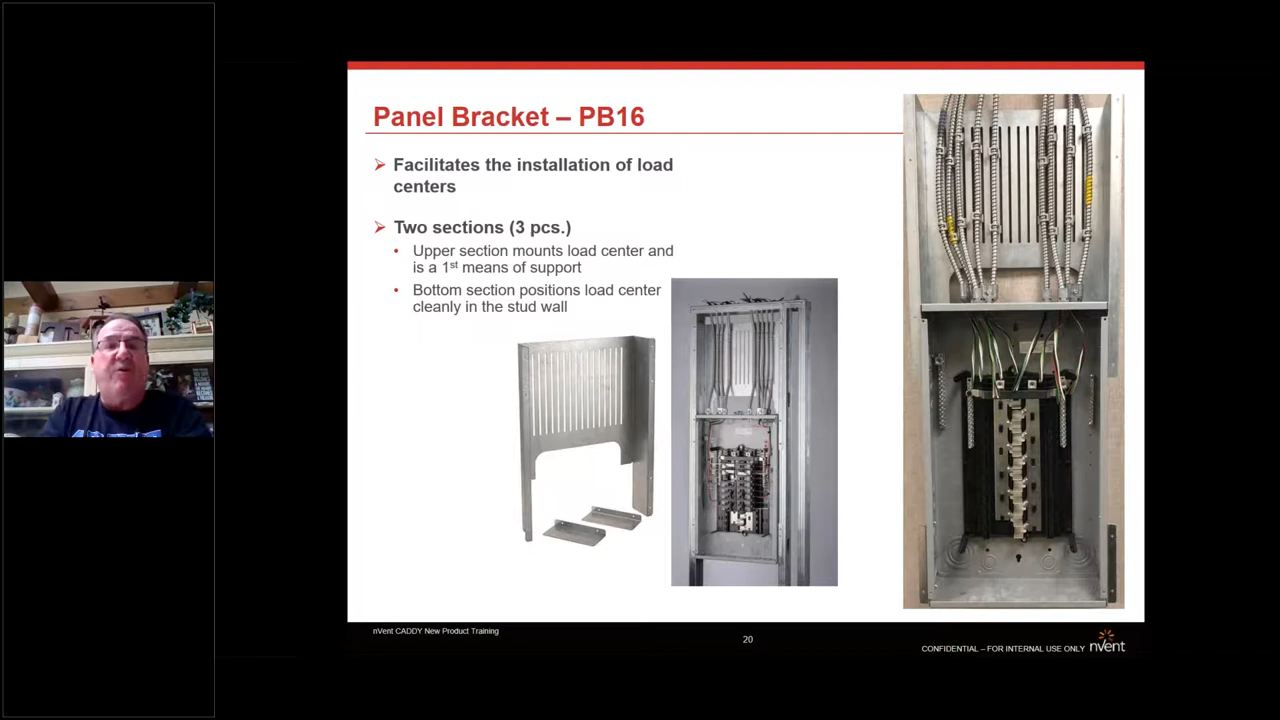 Panel Bracket – PB16
➢ Facilitates the installation of load
centers
➢ Two sections (3 pcs.)
• Upper section mounts load center and
is a 1st means of support
• Bottom section positions load center
cleanly in the stud wall
nVent CADDY New Product Training
20
CONFIDENTIAL – FOR INTERNAL USE ONLY
nVent